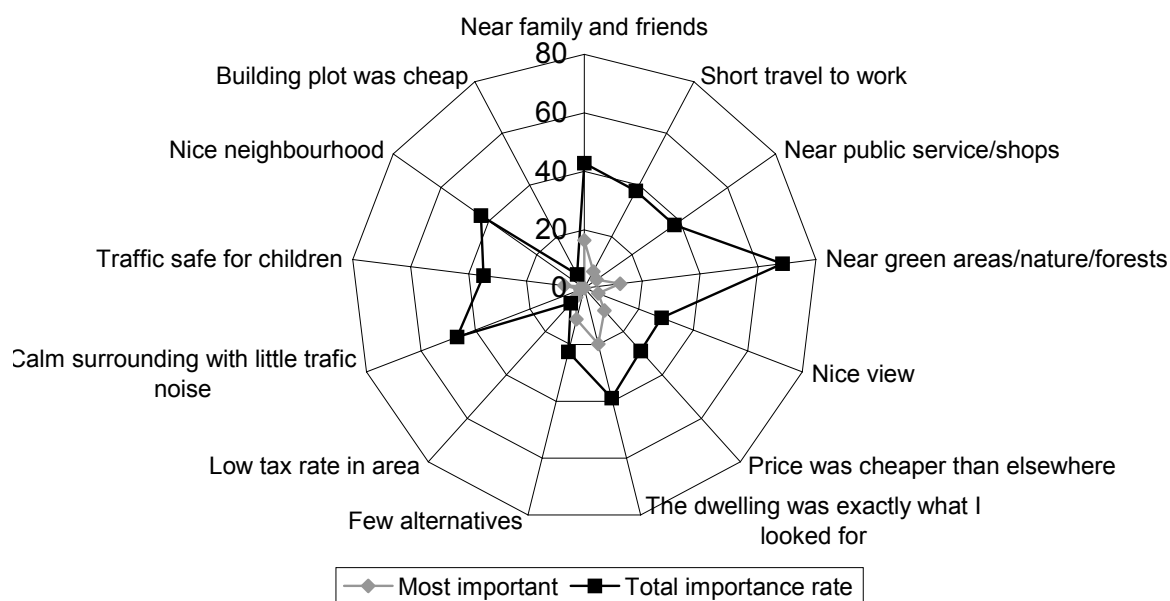 Near family and friends
80
Building plot was cheap
Short travel to work
60
Nice neighbourhood
Near public service/shops
40
20
Traffic safe for children
Near green areas/nature/forests
0
Calm surrounding with little trafic
noise
Nice view
Low tax rate in area
Price was cheaper than elsewhere
Few alternatives
The dwelling was exactly what I
looked for
Most important
Total importance rate